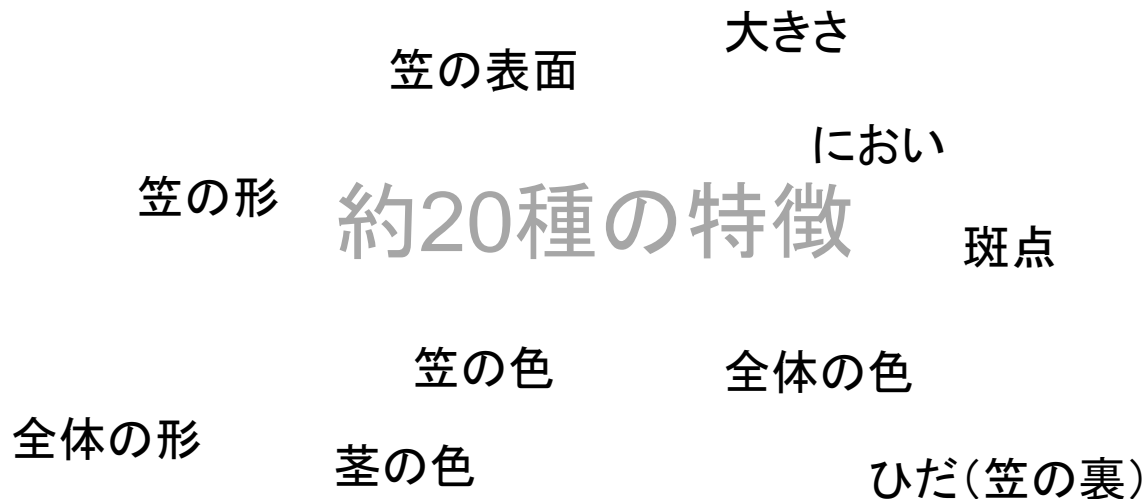 大きさ
笠の表面
におい
笠の形
約20種の特徴
斑点
笠の色
全体の色
全体の形
茎の色
ひだ(笠の裏)